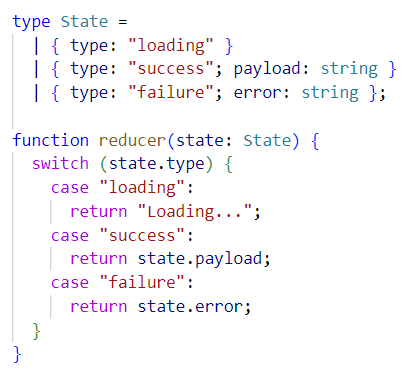 type State =
  | { type: "loading" }
  | { type: "success"; payload: string }
  | { type: "failure"; error: string };

function reducer(state: State) {
  switch (state.type) {
    case "loading":
      return "Loading...";
    case "success":
      return state.payload;
    case "failure":
      return state.error;
  }
}